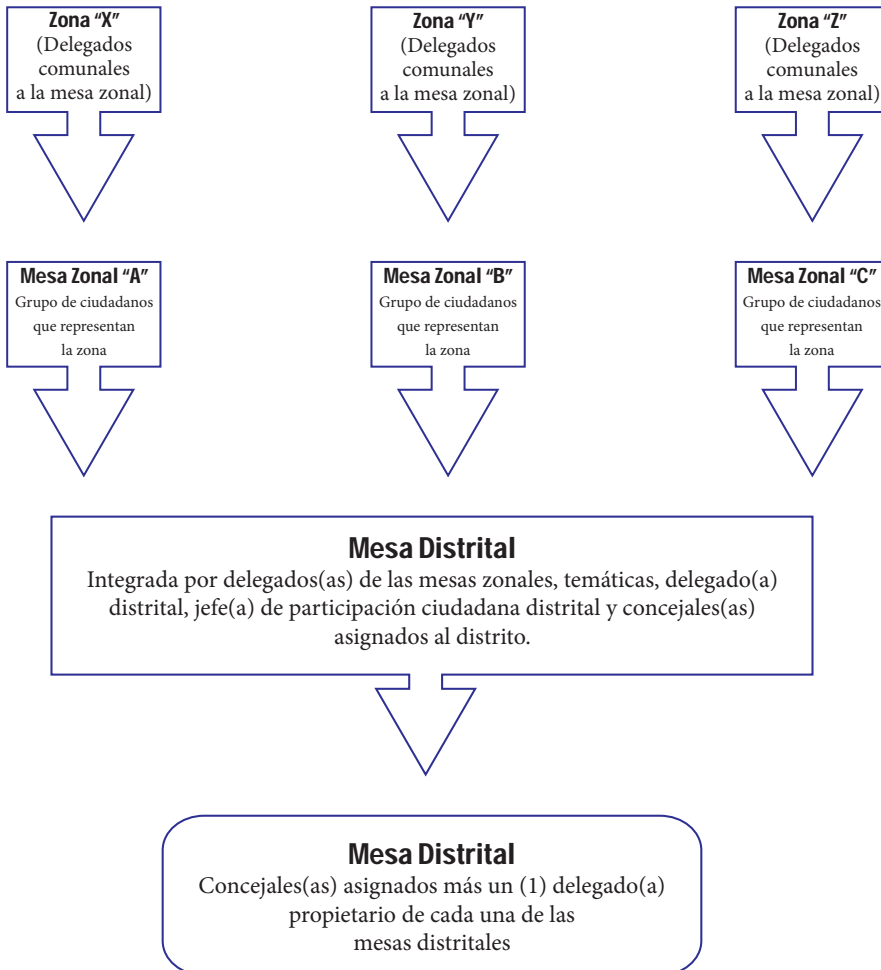 Zona “X”
(Delegados
comunales
a la mesa zonal)
Zona “Y”
(Delegados
comunales
a la mesa zonal)
Zona “Z”
(Delegados
comunales
a la mesa zonal)
Mesa Zonal “A”
Grupo de ciudadanos
que representan
la zona
Mesa Zonal “B”
Grupo de ciudadanos
que representan
la zona
Mesa Zonal “C”
Grupo de ciudadanos
que representan
la zona
Mesa Distrital
Integrada por delegados(as) de las mesas zonales, temáticas, delegado(a)
distrital, jefe(a) de participación ciudadana distrital y concejales(as)
asignados al distrito.
Mesa Distrital
Concejales(as) asignados más un (1) delegado(a)
propietario de cada una de las
mesas distritales